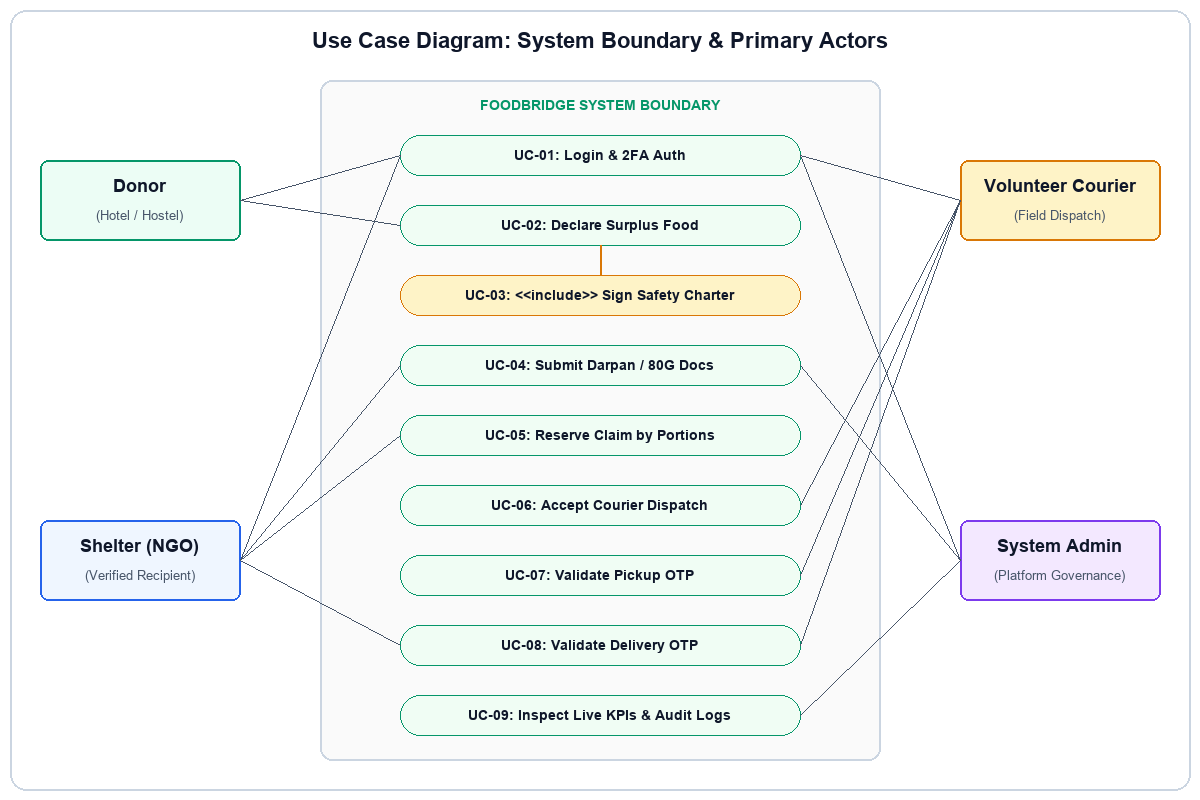 Use Case Diagram: System Boundary & Primary Actors
FOODBRIDGE SYSTEM BOUNDARY
Donor
(Hotel / Hostel)
Shelter (NGO)
(Verified Recipient)
UC-01: Login & 2FA Auth
UC-02: Declare Surplus Food
UC-03: <<include>> Sign Safety Charter
UC-04: Submit Darpan / 80G Docs
UC-05: Reserve Claim by Portions
UC-06: Accept Courier Dispatch
UC-07: Validate Pickup OTP
UC-08: Validate Delivery OTP
UC-09: Inspect Live KPIs & Audit Logs
Volunteer Courier
(Field Dispatch)
System Admin
(Platform Governance)